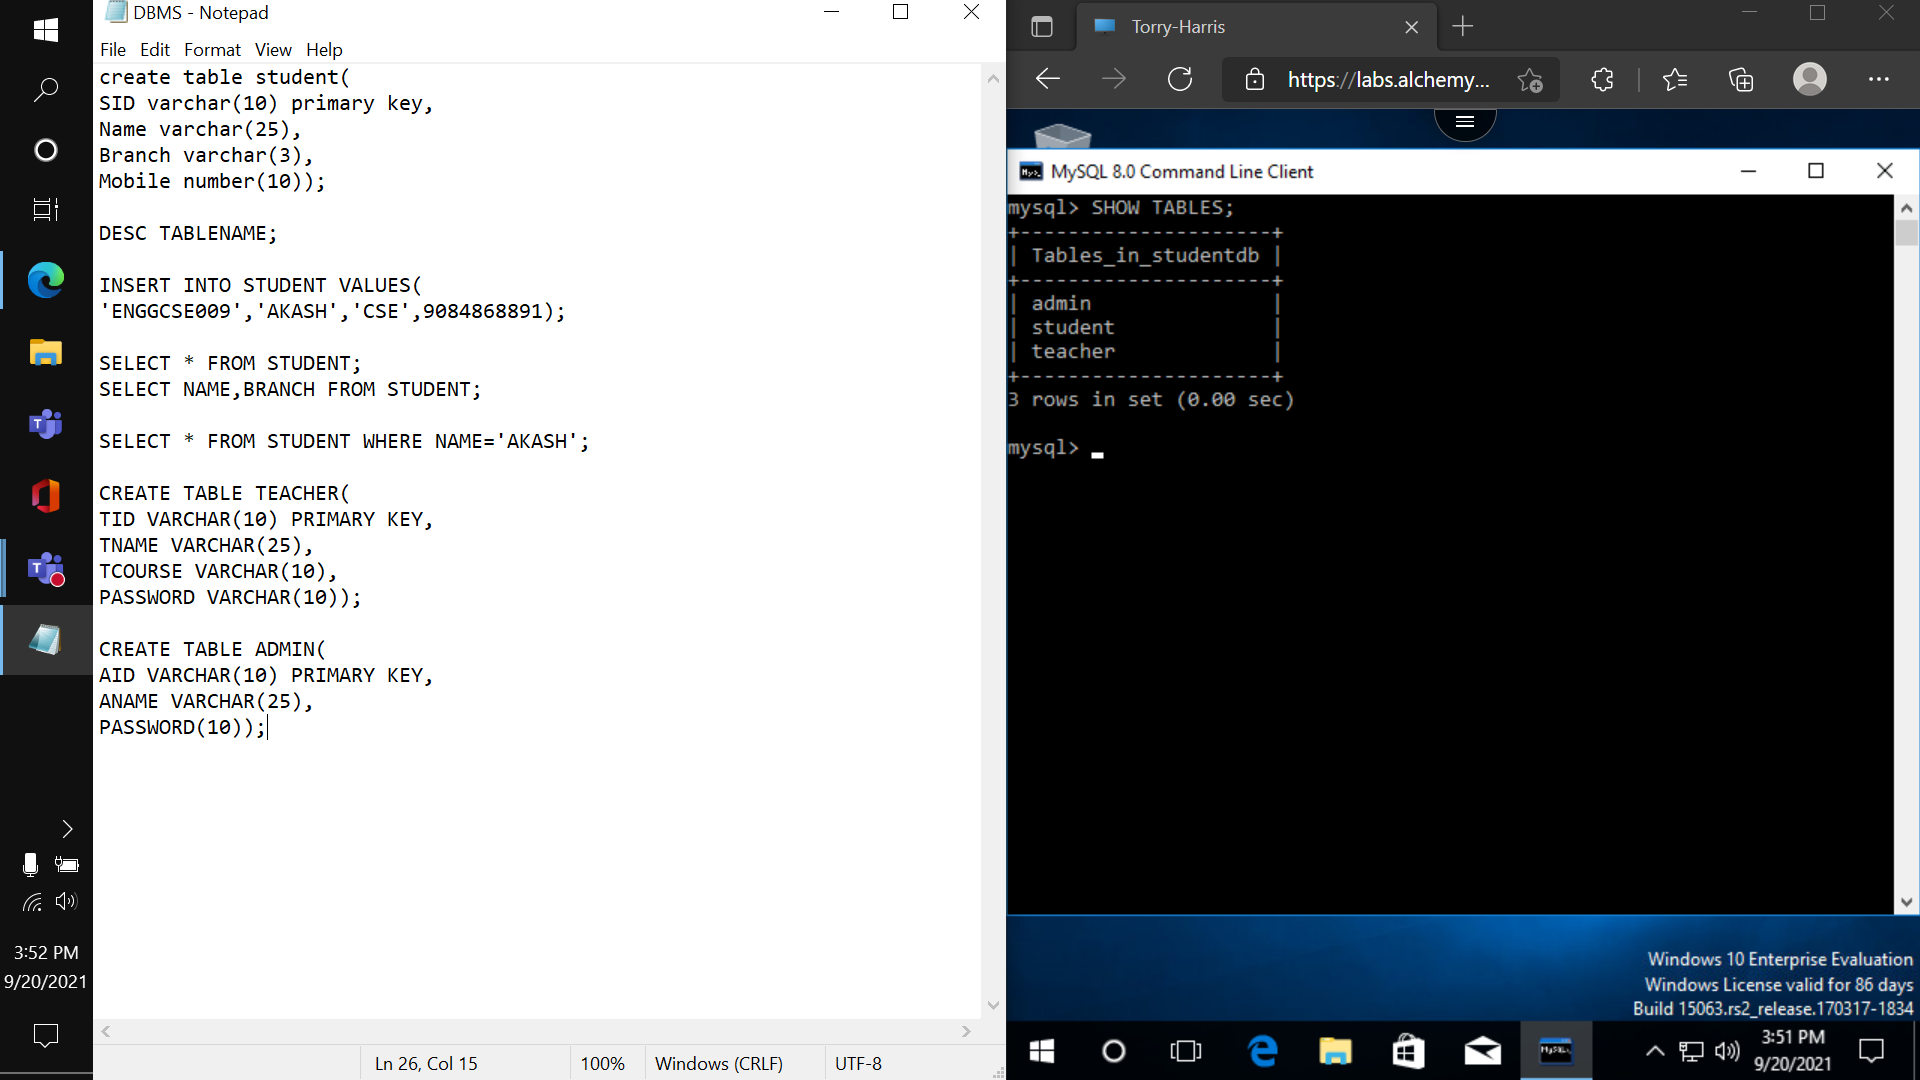 DBMS - Notepad
File Edit Format View Help
create table student(
SID varchar(10) primary key,
Name varchar(25),
Branch varchar(3),
Mobile number(10));
DESC TABLENAME;
INSERT INTO STUDENT VALUES(
'ENGGCSE009','AKASH','CSE',9084868891);
SELECT * FROM STUDENT;
SELECT NAME,BRANCH FROM STUDENT;
SELECT * FROM STUDENT WHERE NAME='AKASH';
CREATE TABLE TEACHER(
TID VARCHAR(10) PRIMARY KEY,
TNAME VARCHAR(25),
TCOURSE VARCHAR(10),
PASSWORD VARCHAR(10));
CREATE TABLE ADMIN(
AID VARCHAR(10) PRIMARY KEY,
ANAME VARCHAR(25),
PASSWORD(10));
Ln 26, Col 15 100% Windows (CRLF) UTF-8
3:52 PM
9/20/2021
Torry-Harris
https://labs.alchemy...
MySQL 8.0 Command Line Client
mysql> SHOW TABLES;
+---------------------+
| Tables_in_studentdb |
+---------------------+
| admin |
| student |
| teacher |
+---------------------+
3 rows in set (0.00 sec)
mysql>
Windows 10 Enterprise Evaluation
Windows License valid for 86 days
Build 15063.rs2_release.170317-1834
3:51 PM
9/20/2021